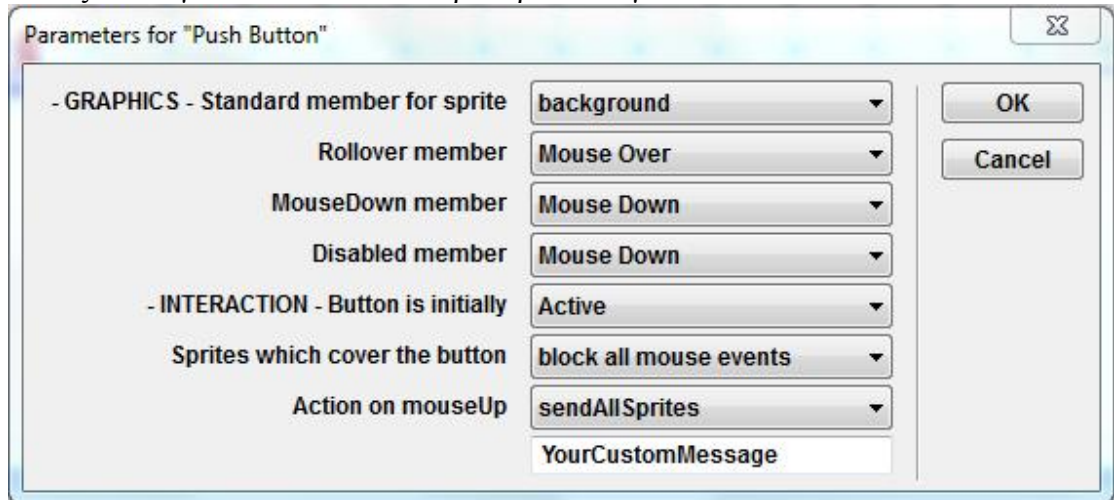 Parameters for "Push Button"
- GRAPHICS - Standard member for sprite background OK
Rollover member Mouse Over Cancel
MouseDown member Mouse Down
Disabled member Mouse Down
- INTERACTION - Button is initially Active
Sprites which cover the button block all mouse events
Action on mouseUp sendAllSprites
YourCustomMessage